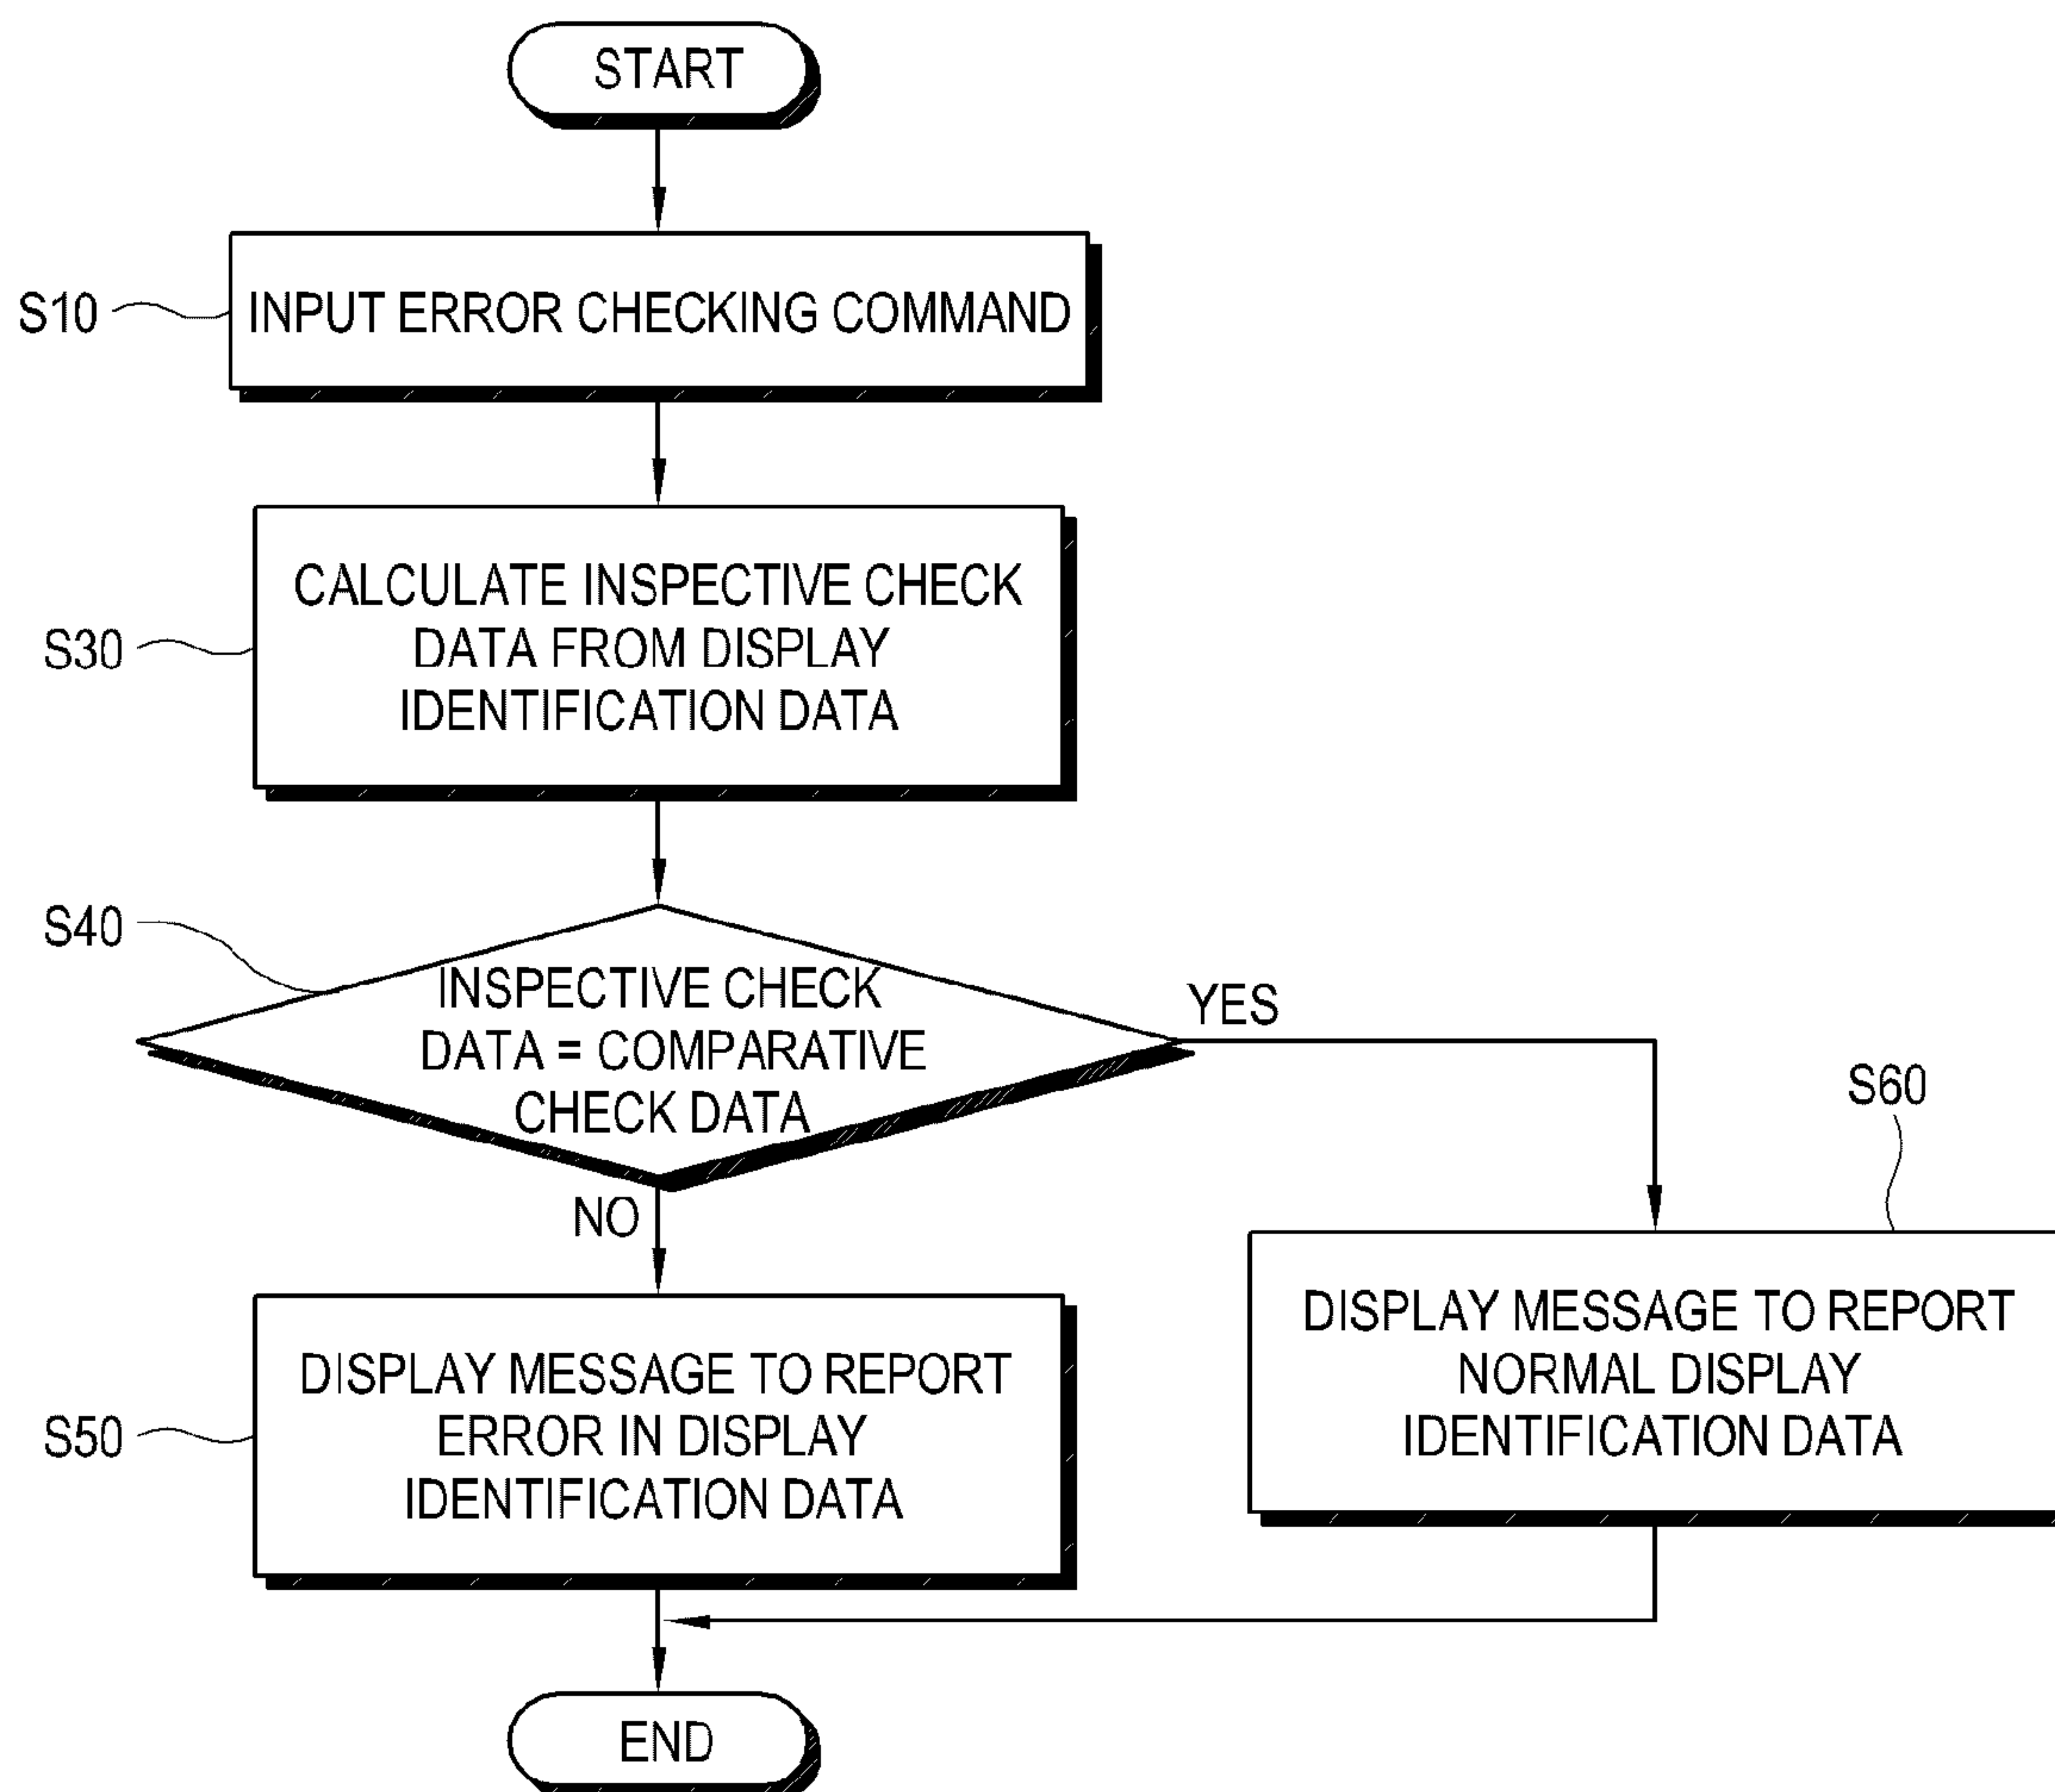 START
S10
INPUT ERROR CHECKING COMMAND
S30
CALCULATE INSPECTIVE CHECK
DATA FROM DISPLAY
IDENTIFICATION DATA
S40
INSPECTIVE CHECK
DATA = COMPARATIVE
CHECK DATA
YES
NO
S60
DISPLAY MESSAGE TO REPORT
NORMAL DISPLAY
IDENTIFICATION DATA
S50
DISPLAY MESSAGE TO REPORT
ERROR IN DISPLAY
IDENTIFICATION DATA
END